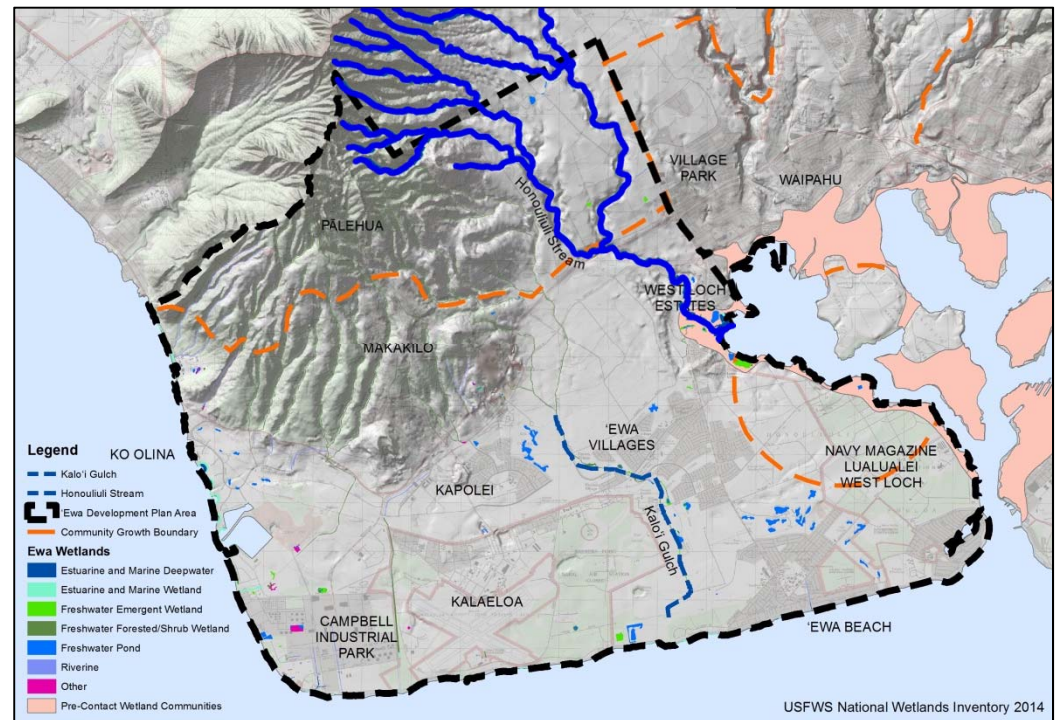 VILLAGE
PARK
WAIPAHU
PĀLEHUA
Honouliuli Stream
WEST LOCH
ESTATES
MAKAKILO
'EWA
VILLAGES
NAVY MAGAZINE
LUALUALEI
WEST LOCH
KO OLINA
KAPOLEI
Kalo'i Gulch
KALAELOA
CAMPBELL
INDUSTRIAL
PARK
'EWA BEACH
Legend
Kalo'i Gulch
Honouliuli Stream
'Ewa Development Plan Area
Community Growth Boundary
Ewa Wetlands
Estuarine and Marine Deepwater
Estuarine and Marine Wetland
Freshwater Emergent Wetland
Freshwater Forested/Shrub Wetland
Freshwater Pond
Riverine
Other
Pre-Contact Wetland Communities
USFWS National Wetlands Inventory 2014